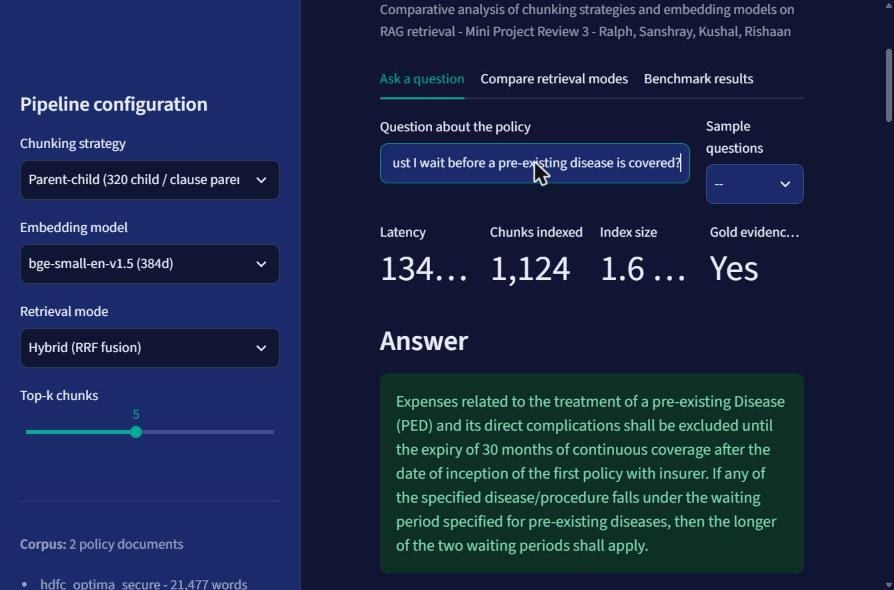 Pipeline configuration
Chunking strategy
Parent-child (320 child / clause parer
Embedding model
bge-small-en-v1.5 (384d)
Retrieval mode
Hybrid (RRF fusion)
Top-k chunks
5
Corpus: 2 policy documents
hdfc_optima_secure - 21,477 words
Comparative analysis of chunking strategies and embedding models on
RAG retrieval - Mini Project Review 3 - Ralph, Sanshray, Kushal, Rishaan
Ask a question
Compare retrieval modes
Benchmark results
Question about the policy
ust I wait before a pre-existing disease is covered?
Sample
questions
--
Latency
134...
Chunks indexed
1,124
Index size
1.6 ...
Gold evidenc...
Yes
Answer
Expenses related to the treatment of a pre-existing Disease
(PED) and its direct complications shall be excluded until
the expiry of 30 months of continuous coverage after the
date of inception of the first policy with insurer. If any of
the specified disease/procedure falls under the waiting
period specified for pre-existing diseases, then the longer
of the two waiting periods shall apply.